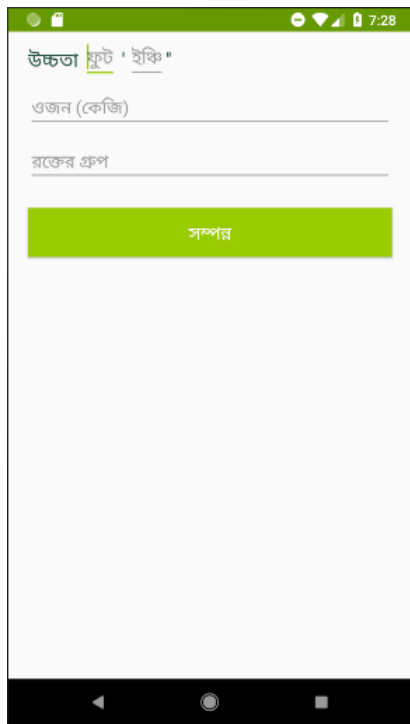 7:28
উচ্চতা ফুট ' ইঞ্চি "
ওজন (কেজি)
রক্তের গ্রুপ
সম্পন্ন